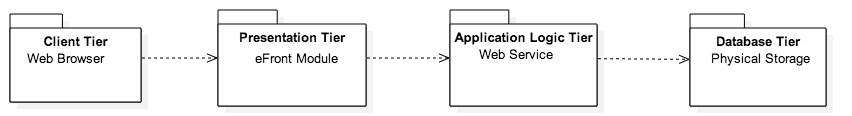 Client Tier
Web Browser
Presentation Tier
eFront Module
Application Logic Tier
Web Service
Database Tier
Physical Storage